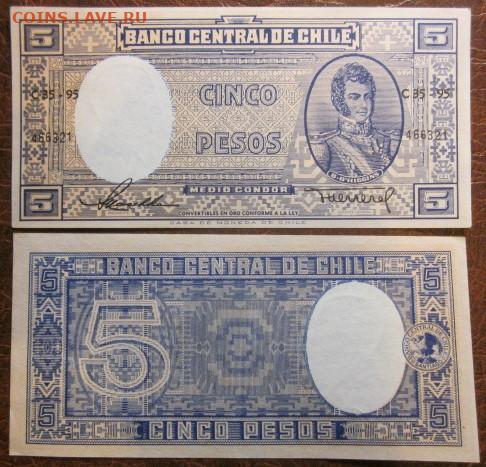 COINS.LAVE.RU
5 BANCO CENTRAL DE CHILE 5
C 35 - 95 CINCO C 35 - 95
466321 PESOS 466321
B. O'HIGGINS
5 MEDIO CONDOR 5
CONVERTIBLES EN ORO CONFORME A LA LEY
CASA DE MONEDA DE CHILE
5 BANCO CENTRAL DE CHILE 5
5
5 CINCO PESOS 5